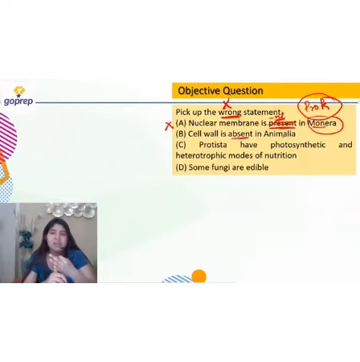 goprep
Objective Question
Pick up the wrong statement.
(A) Nuclear membrane is present in Monera
(B) Cell wall is absent in Animalia
(C) Protista have photosynthetic and
heterotrophic modes of nutrition
(D) Some fungi are edible